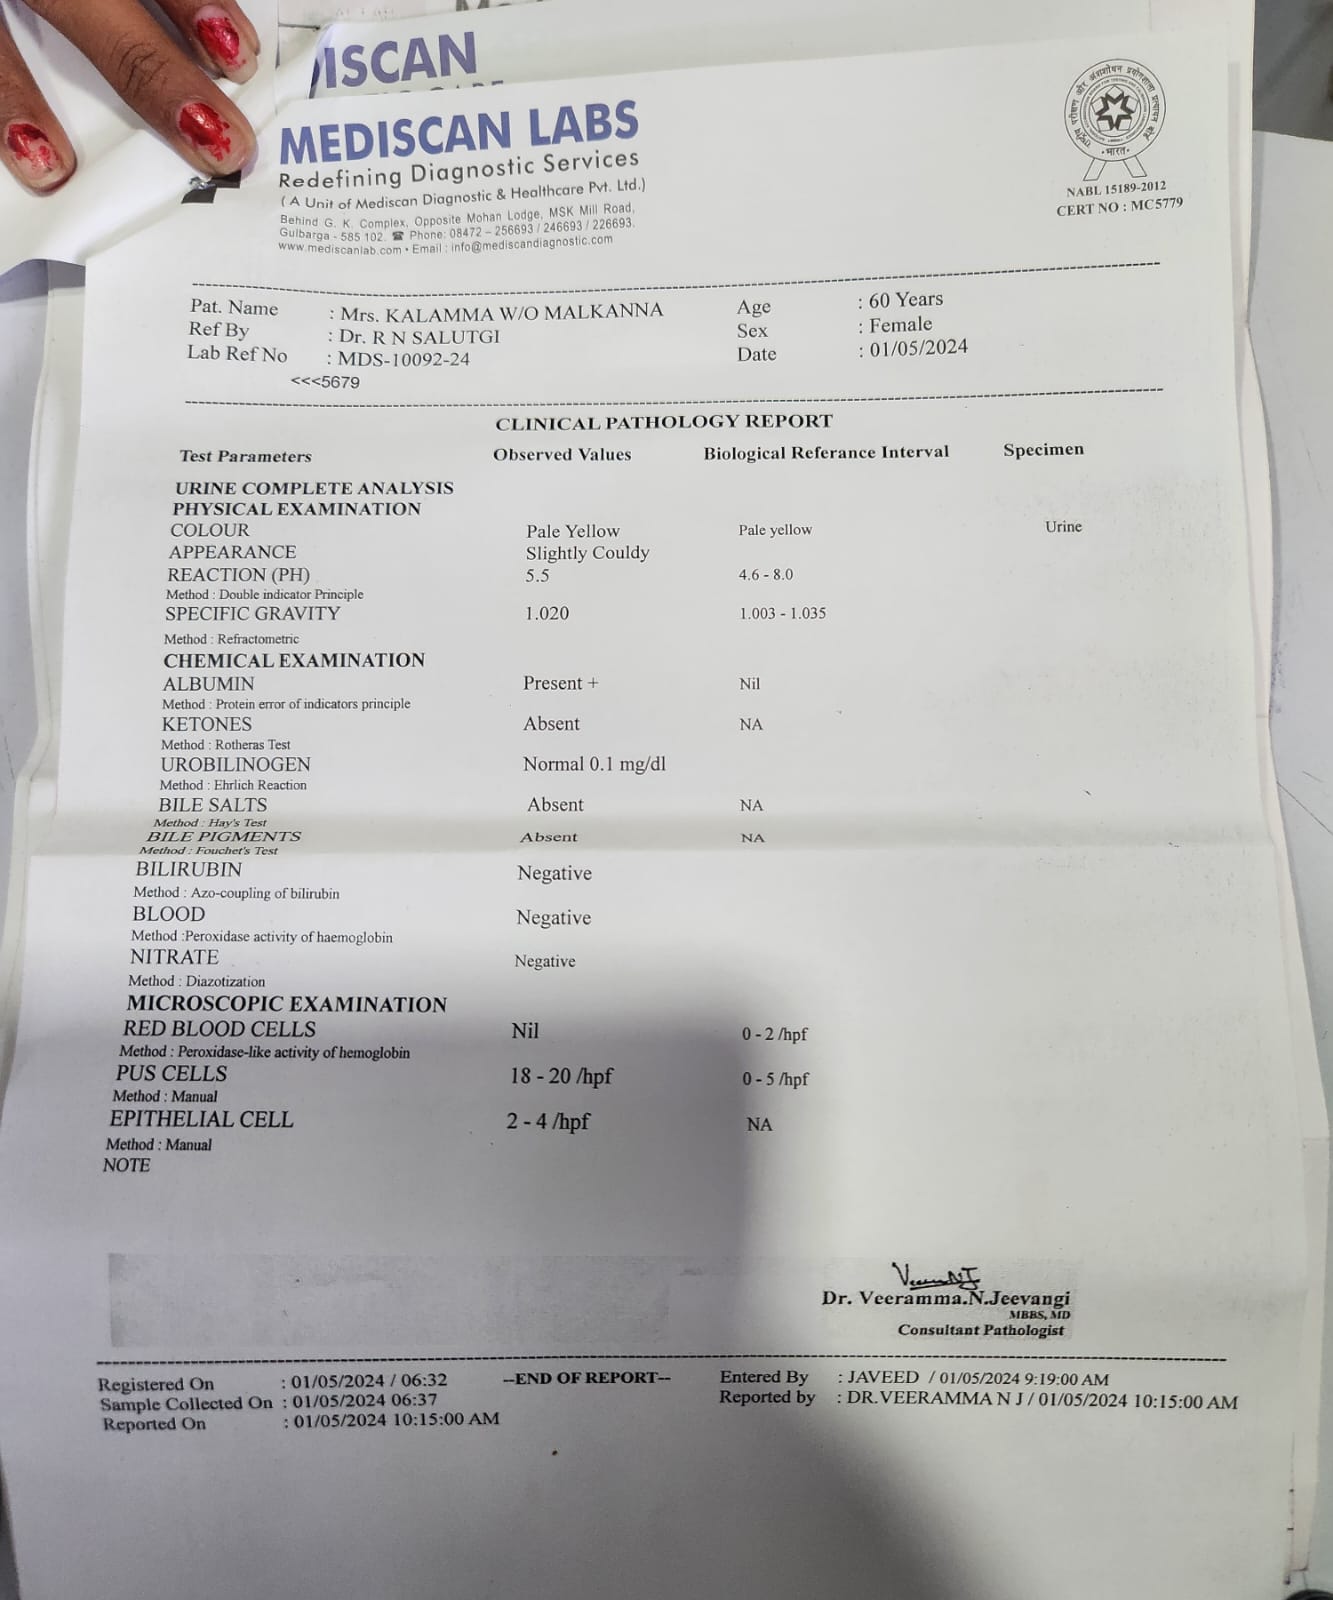 ISCAN
MEDISCAN LABS
Redefining Diagnostic Services
( A Unit of Mediscan Diagnostic & Healthcare Pvt. Ltd.)
Behind G. K. Complex, Opposite Mohan Lodge, MSK Mill Road,
Gulbarga - 585 102. ☎ Phone: 08472 – 256693 / 246693 / 226693.
www.mediscanlab.com • Email : info@mediscandiagnostic.com
भारत
NABL 15189-2012
CERT NO : MC5779
Pat. Name : Mrs. KALAMMA W/O MALKANNA Age : 60 Years
Ref By : Dr. R N SALUTGI Sex : Female
Lab Ref No : MDS-10092-24 Date : 01/05/2024
<<<5679
CLINICAL PATHOLOGY REPORT
Test Parameters Observed Values Biological Referance Interval Specimen
URINE COMPLETE ANALYSIS
PHYSICAL EXAMINATION
COLOUR Pale Yellow Pale yellow Urine
APPEARANCE Slightly Couldy
REACTION (PH) 5.5 4.6 - 8.0
Method : Double indicator Principle
SPECIFIC GRAVITY 1.020 1.003 - 1.035
Method : Refractometric
CHEMICAL EXAMINATION
ALBUMIN Present + Nil
Method : Protein error of indicators principle
KETONES Absent NA
Method : Rotheras Test
UROBILINOGEN Normal 0.1 mg/dl
Method : Ehrlich Reaction
BILE SALTS Absent NA
Method : Hay's Test
BILE PIGMENTS Absent NA
Method : Fouchet's Test
BILIRUBIN Negative
Method : Azo-coupling of bilirubin
BLOOD Negative
Method :Peroxidase activity of haemoglobin
NITRATE Negative
Method : Diazotization
MICROSCOPIC EXAMINATION
RED BLOOD CELLS Nil 0 - 2 /hpf
Method : Peroxidase-like activity of hemoglobin
PUS CELLS 18 - 20 /hpf 0 - 5 /hpf
Method : Manual
EPITHELIAL CELL 2 - 4 /hpf NA
Method : Manual
NOTE
Dr. Veeramma.N.Jeevangi
MBBS, MD
Consultant Pathologist
Registered On : 01/05/2024 / 06:32 --END OF REPORT-- Entered By : JAVEED / 01/05/2024 9:19:00 AM
Sample Collected On : 01/05/2024 06:37 Reported by : DR.VEERAMMA N J / 01/05/2024 10:15:00 AM
Reported On : 01/05/2024 10:15:00 AM